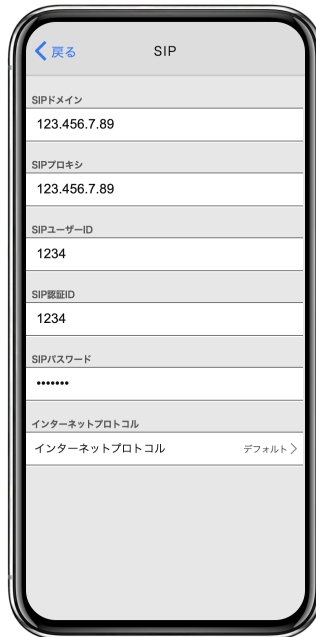 戻る SIP
SIPドメイン
123.456.7.89
SIPプロキシ
123.456.7.89
SIPユーザーID
1234
SIP認証ID
1234
SIPパスワード
•••••••
インターネットプロトコル
インターネットプロトコル デフォルト